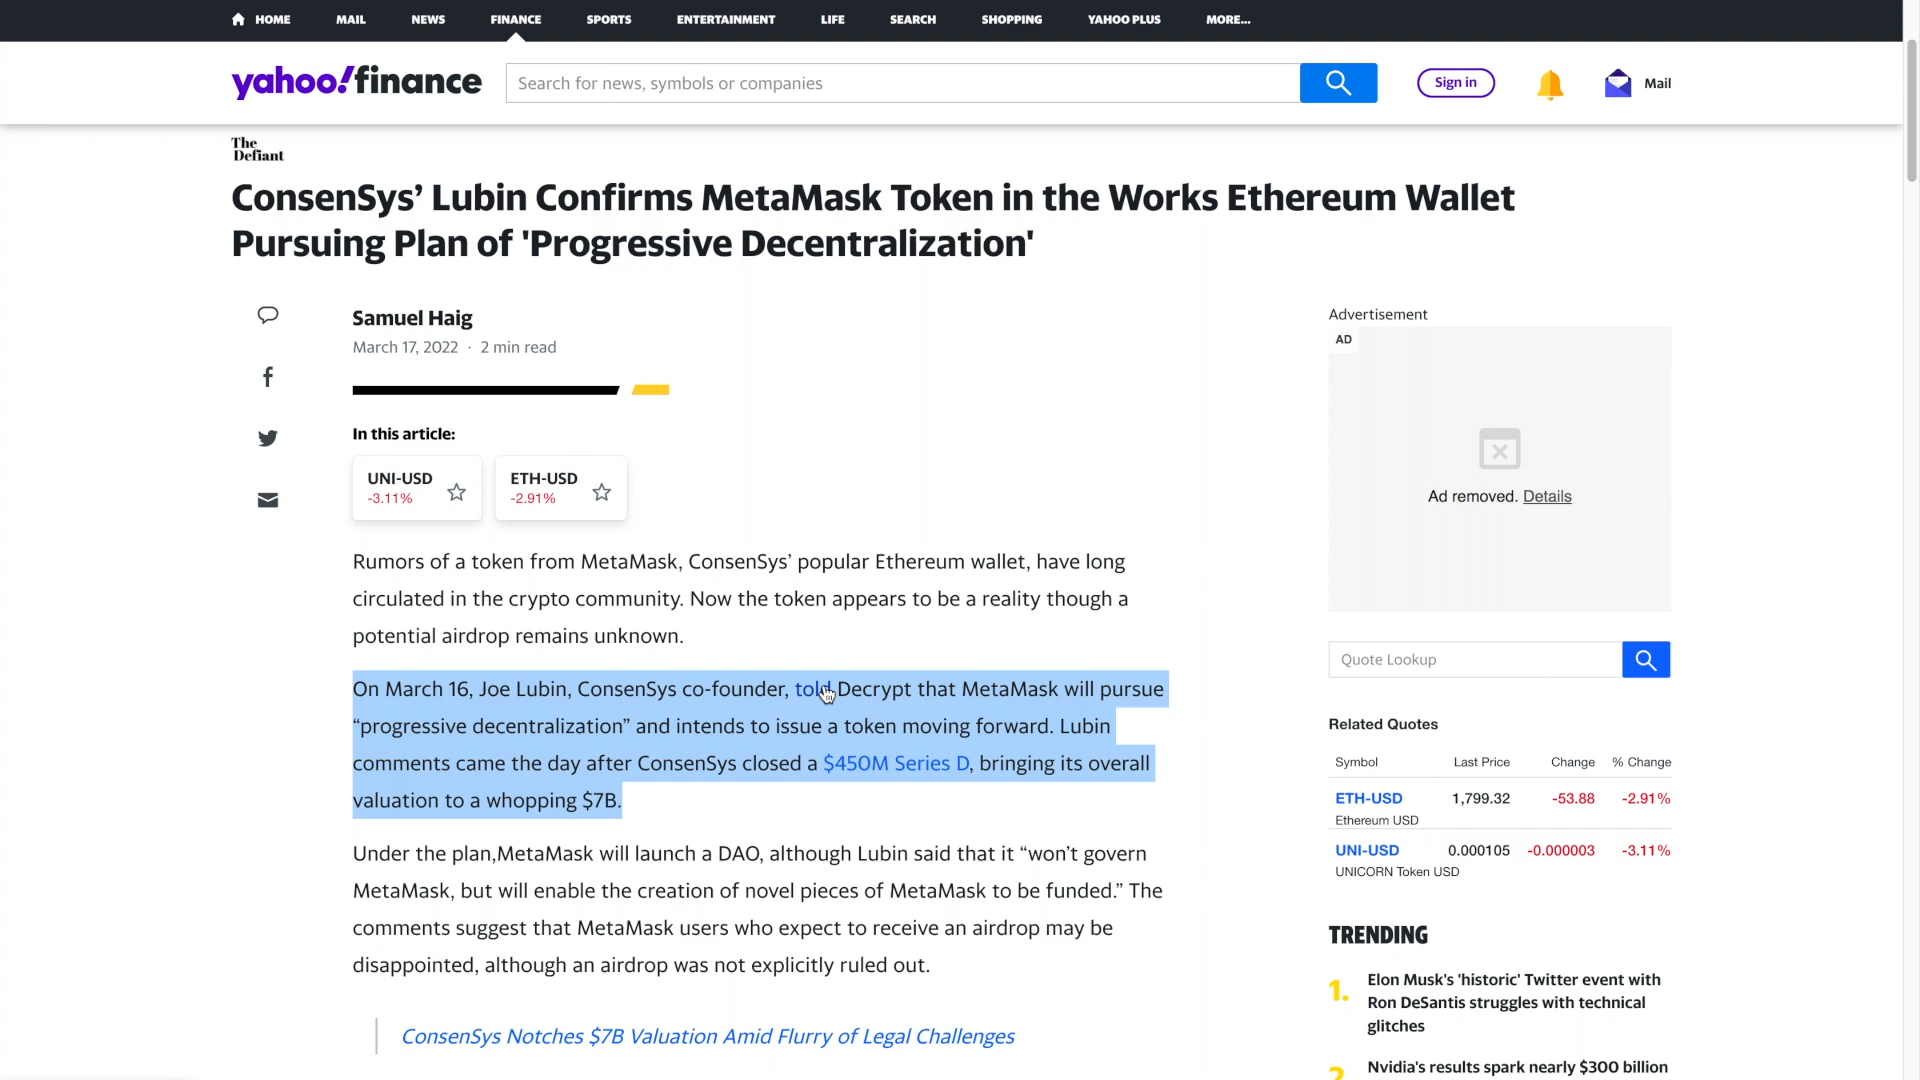 HOME MAIL NEWS FINANCE SPORTS ENTERTAINMENT LIFE SEARCH SHOPPING YAHOO PLUS MORE...
yahoo!finance
Search for news, symbols or companies
Sign in
Mail
The
Defiant
ConsenSys’ Lubin Confirms MetaMask Token in the Works Ethereum Wallet
Pursuing Plan of 'Progressive Decentralization'
Samuel Haig
March 17, 2022 · 2 min read
In this article:
UNI-USD
-3.11%
ETH-USD
-2.91%
Rumors of a token from MetaMask, ConsenSys’ popular Ethereum wallet, have long
circulated in the crypto community. Now the token appears to be a reality though a
potential airdrop remains unknown.
On March 16, Joe Lubin, ConsenSys co-founder, told Decrypt that MetaMask will pursue
“progressive decentralization” and intends to issue a token moving forward. Lubin
comments came the day after ConsenSys closed a $450M Series D, bringing its overall
valuation to a whopping $7B.
Under the plan,MetaMask will launch a DAO, although Lubin said that it “won’t govern
MetaMask, but will enable the creation of novel pieces of MetaMask to be funded.” The
comments suggest that MetaMask users who expect to receive an airdrop may be
disappointed, although an airdrop was not explicitly ruled out.
ConsenSys Notches $7B Valuation Amid Flurry of Legal Challenges
Advertisement
AD
Ad removed. Details
Quote Lookup
Related Quotes
Symbol Last Price Change % Change
ETH-USD 1,799.32 -53.88 -2.91%
Ethereum USD
UNI-USD 0.000105 -0.000003 -3.11%
UNICORN Token USD
TRENDING
1. Elon Musk's 'historic' Twitter event with
Ron DeSantis struggles with technical
glitches
2. Nvidia's results spark nearly $300 billion